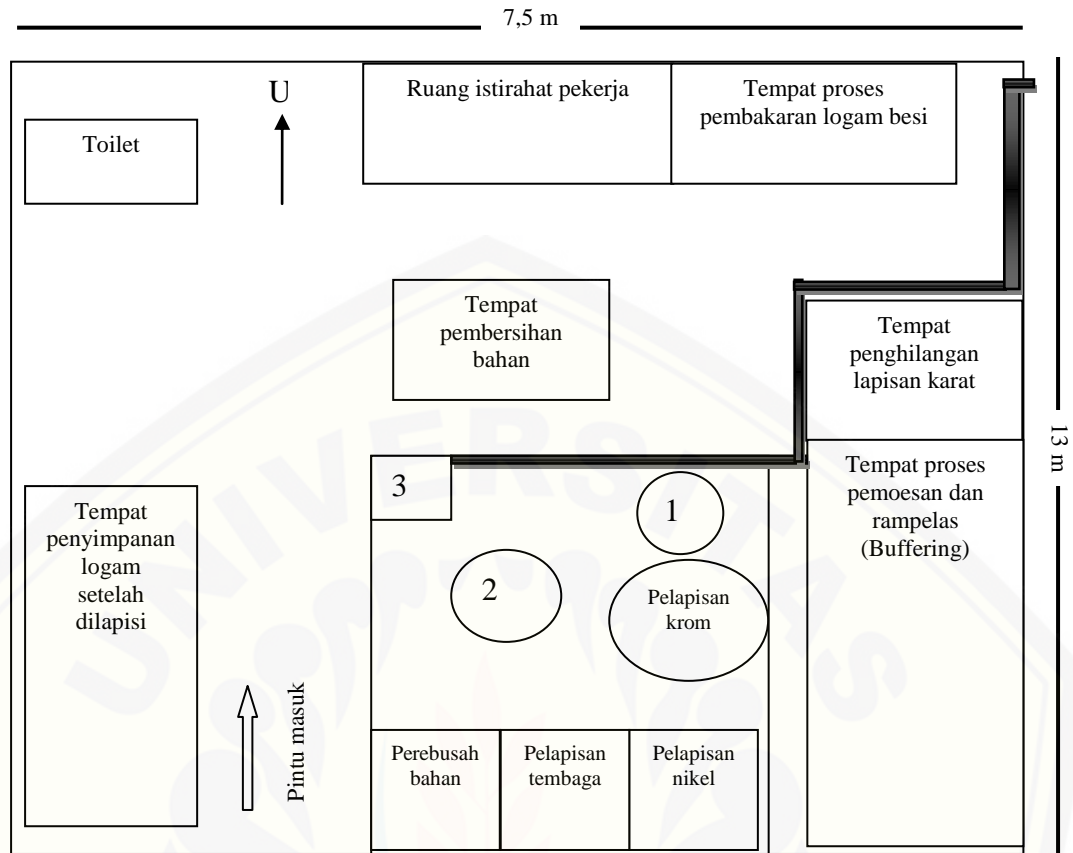 7,5 m
U
Ruang istirahat pekerja
Tempat proses
pembakaran logam besi
Toilet
Tempat
pembersihan
bahan
Tempat
penghilangan
lapisan karat
13 m
3
1
Tempat proses
pemoesan dan
rampelas
(Buffering)
Tempat
penyimpanan
logam
setelah
dilapisi
2
Pelapisan
krom
Pintu masuk
Perebusah
bahan
Pelapisan
tembaga
Pelapisan
nikel
UNIVERSITAS